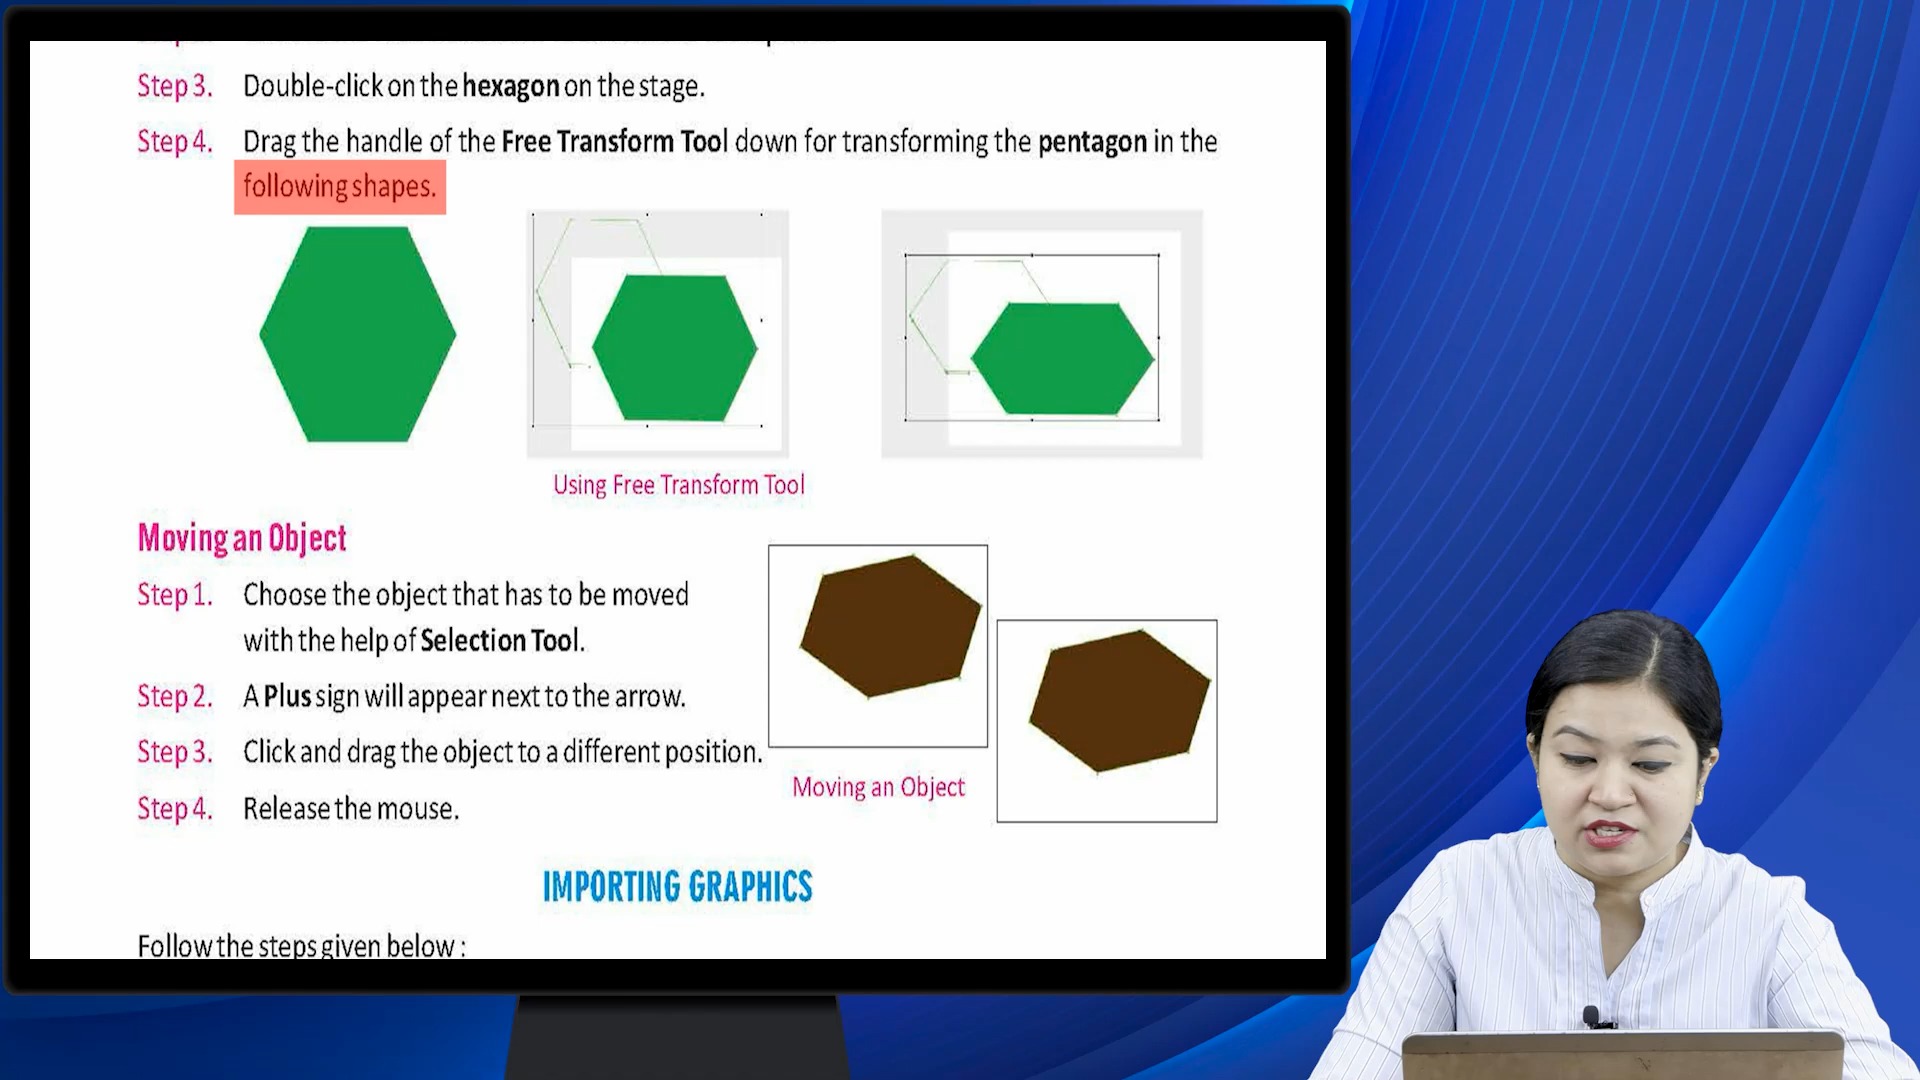 Step 3. Double-click on the hexagon on the stage.
Step 4. Drag the handle of the Free Transform Tool down for transforming the pentagon in the
following shapes.
Using Free Transform Tool
Moving an Object
Step 1. Choose the object that has to be moved
with the help of Selection Tool.
Step 2. A Plus sign will appear next to the arrow.
Step 3. Click and drag the object to a different position.
Moving an Object
Step 4. Release the mouse.
IMPORTING GRAPHICS
Follow the steps given below :